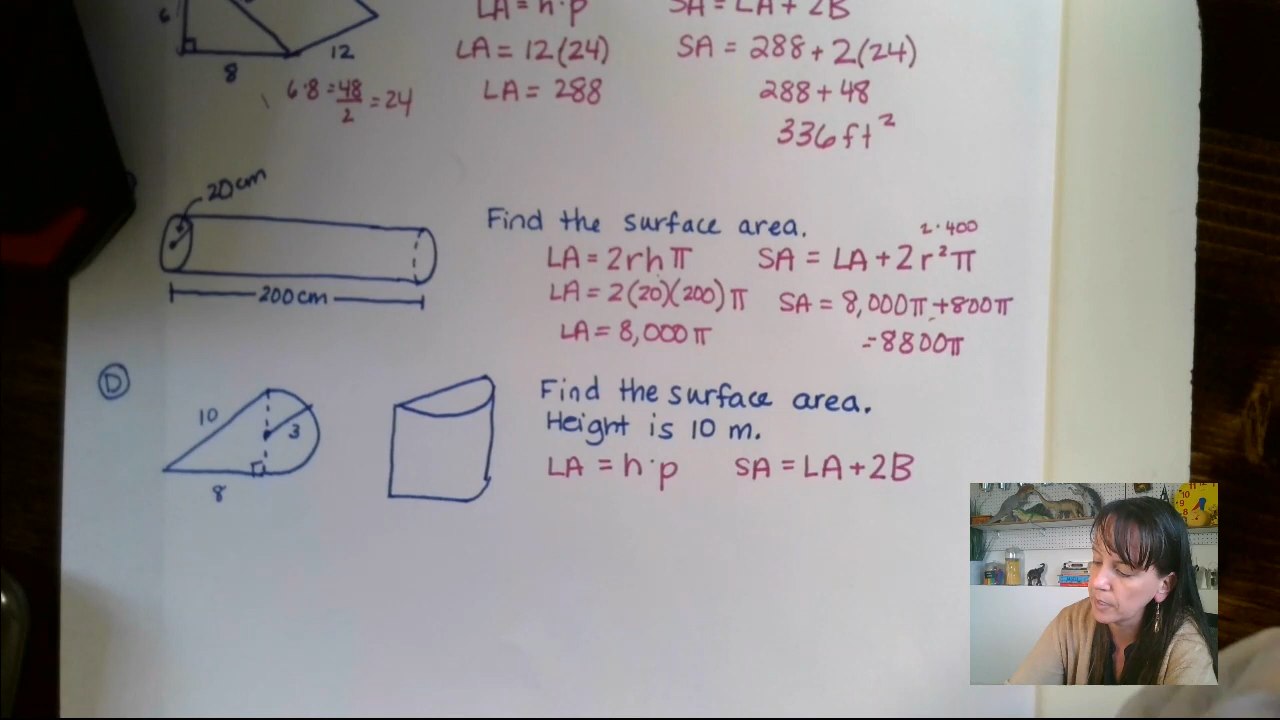 6
8
12
6·8 = 48/2 = 24
LA = h·p
LA = 12(24)
LA = 288
SA = LA + 2B
SA = 288 + 2(24)
288 + 48
336 ft²
20cm
200cm
Find the surface area.
LA = 2rhπ
LA = 2(20)(200)π
LA = 8,000π
2·400
SA = LA + 2r²π
SA = 8,000π + 800π
= 8800π
D
10
3
8
Find the surface area.
Height is 10 m.
LA = h·p
SA = LA + 2B